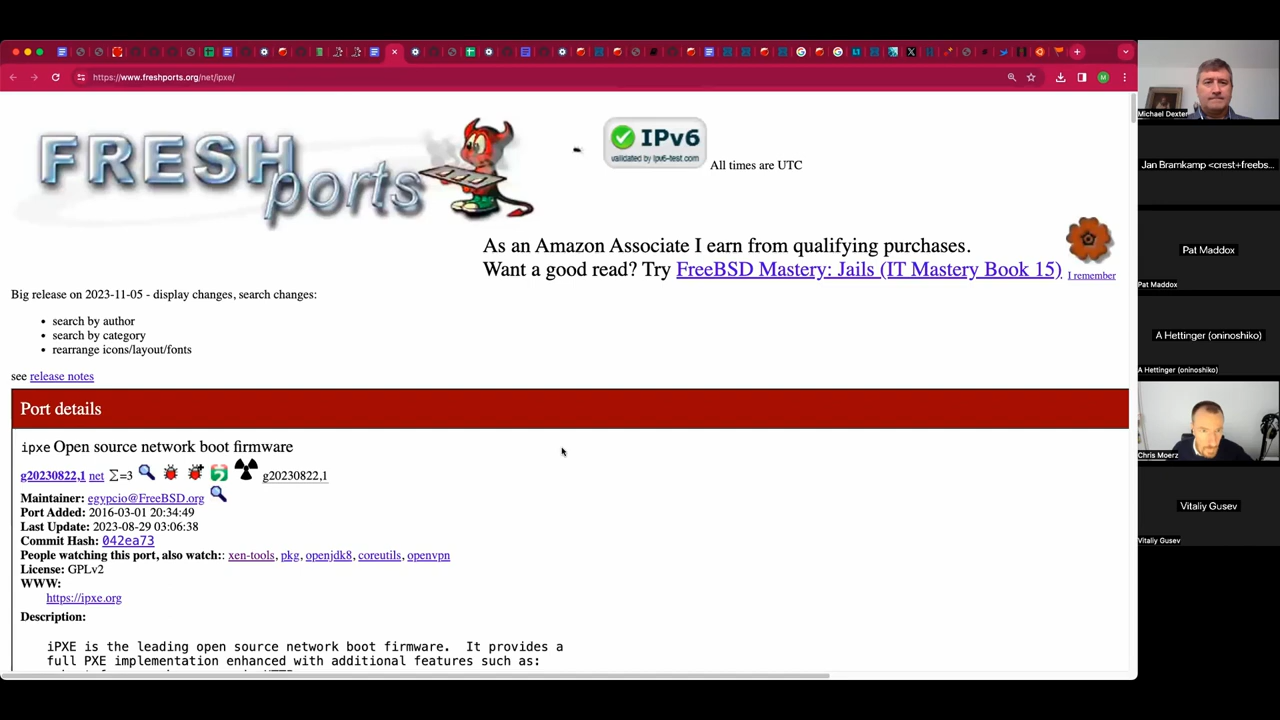 https://www.freshports.org/net/ipxe/
FRESH
ports
IPv6
validated by ipv6-test.com
All times are UTC
As an Amazon Associate I earn from qualifying purchases.
Want a good read? Try FreeBSD Mastery: Jails (IT Mastery Book 15)
I remember
Big release on 2023-11-05 - display changes, search changes:
• search by author
• search by category
• rearrange icons/layout/fonts
see release notes
Port details
ipxe Open source network boot firmware
g20230822,1 net ∑=3 g20230822,1
Maintainer: egypcio@FreeBSD.org
Port Added: 2016-03-01 20:34:49
Last Update: 2023-08-29 03:06:38
Commit Hash: 042ea73
People watching this port, also watch:: xen-tools, pkg, openjdk8, coreutils, openvpn
License: GPLv2
WWW:
https://ipxe.org
Description:
iPXE is the leading open source network boot firmware.  It provides a
full PXE implementation enhanced with additional features such as:
M
Michael Dexter
Jan Bramkamp <crest+freebs...
Pat Maddox
Pat Maddox
A Hettinger (oninoshiko)
A Hettinger (oninoshiko)
Chris Moerz
Vitaliy Gusev
Vitaliy Gusev